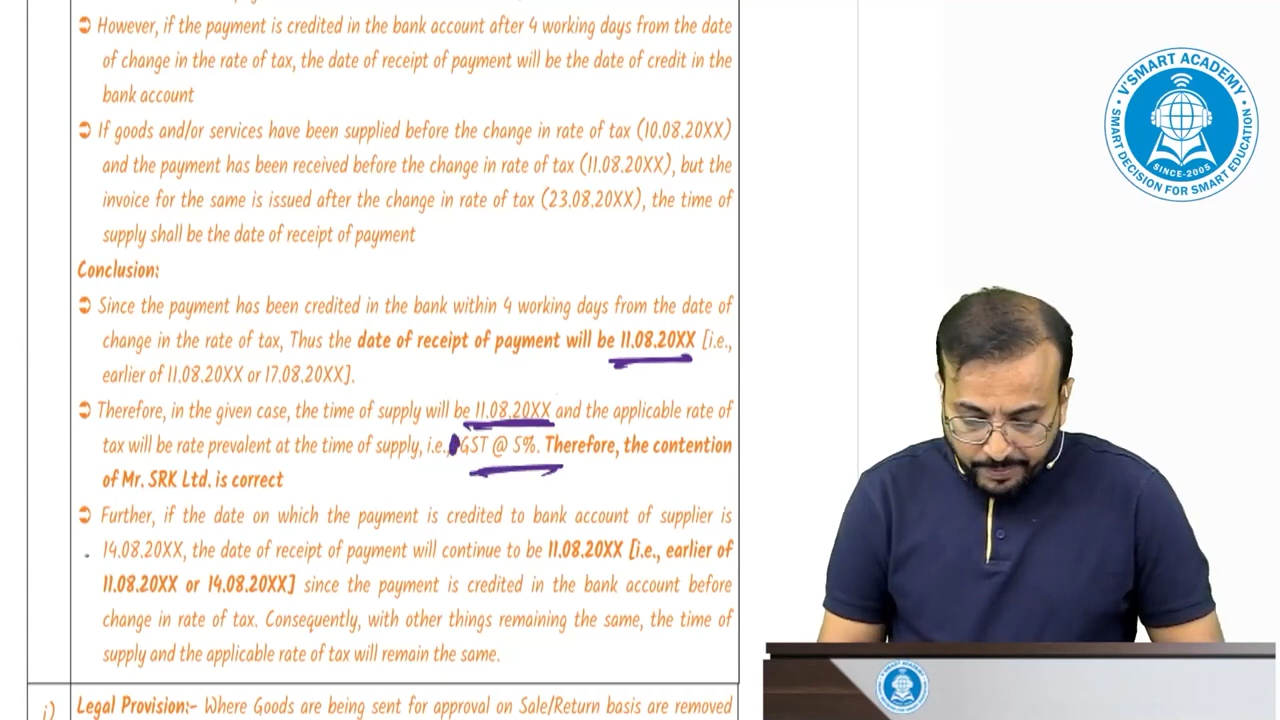 ➲ However, if the payment is credited in the bank account after 4 working days from the date
of change in the rate of tax, the date of receipt of payment will be the date of credit in the
bank account
➲ If goods and/or services have been supplied before the change in rate of tax (10.08.20XX)
and the payment has been received before the change in rate of tax (11.08.20XX), but the
invoice for the same is issued after the change in rate of tax (23.08.20XX), the time of
supply shall be the date of receipt of payment
Conclusion:
➲ Since the payment has been credited in the bank within 4 working days from the date of
change in the rate of tax, Thus the date of receipt of payment will be 11.08.20XX [i.e.,
earlier of 11.08.20XX or 17.08.20XX].
➲ Therefore, in the given case, the time of supply will be 11.08.20XX and the applicable rate of
tax will be rate prevalent at the time of supply, i.e., GST @ 5%. Therefore, the contention
of Mr. SRK Ltd. is correct
➲ Further, if the date on which the payment is credited to bank account of supplier is
14.08.20XX, the date of receipt of payment will continue to be 11.08.20XX [i.e., earlier of
11.08.20XX or 14.08.20XX] since the payment is credited in the bank account before
change in rate of tax. Consequently, with other things remaining the same, the time of
supply and the applicable rate of tax will remain the same.
i) Legal Provision:- Where Goods are being sent for approval on Sale/Return basis are removed
V'SMART ACADEMY
SINCE-2005
SMART DECISION FOR SMART EDUCATION